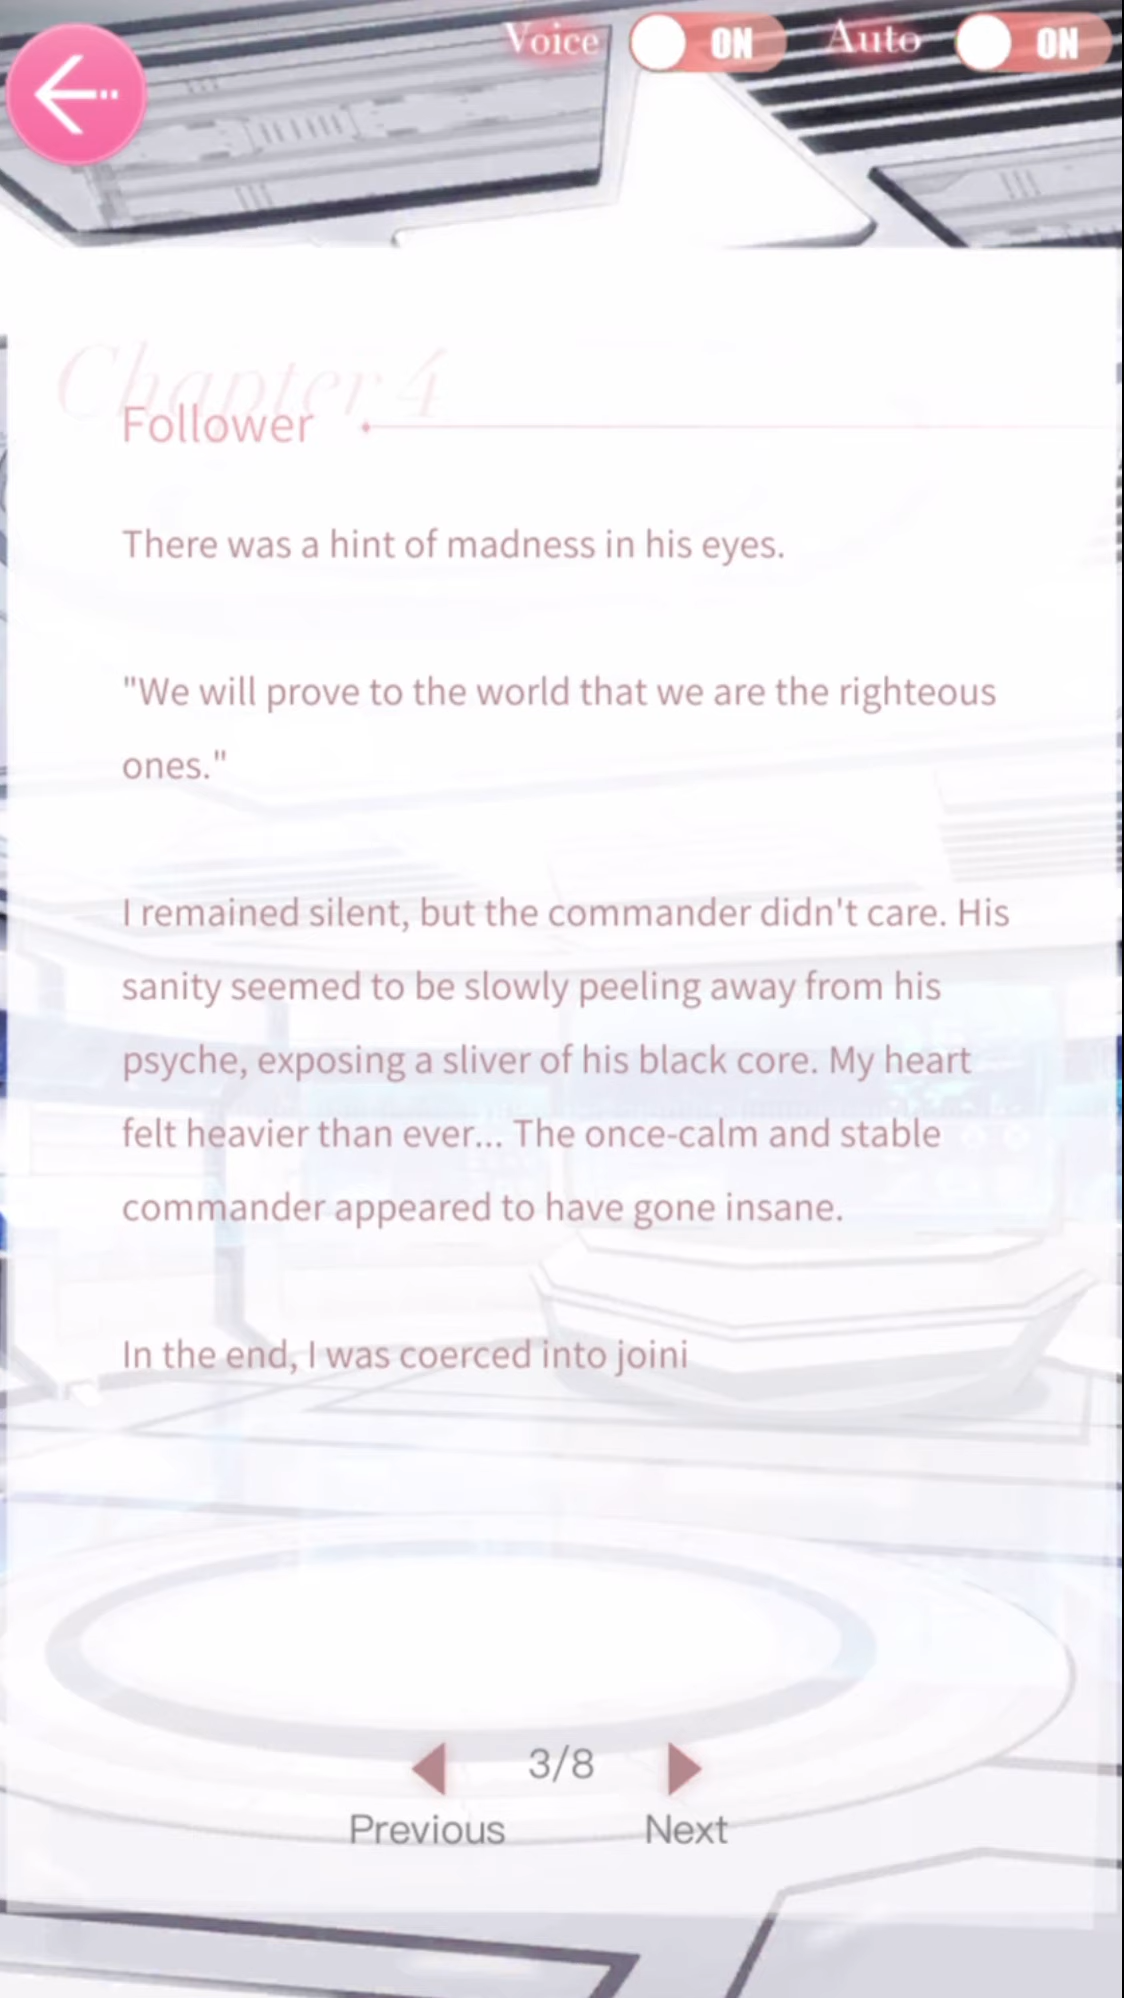 Voice ON Auto ON
Chapter 4
Follower
There was a hint of madness in his eyes.
"We will prove to the world that we are the righteous
ones."
I remained silent, but the commander didn't care. His
sanity seemed to be slowly peeling away from his
psyche, exposing a sliver of his black core. My heart
felt heavier than ever... The once-calm and stable
commander appeared to have gone insane.
In the end, I was coerced into joini
3/8
Previous Next